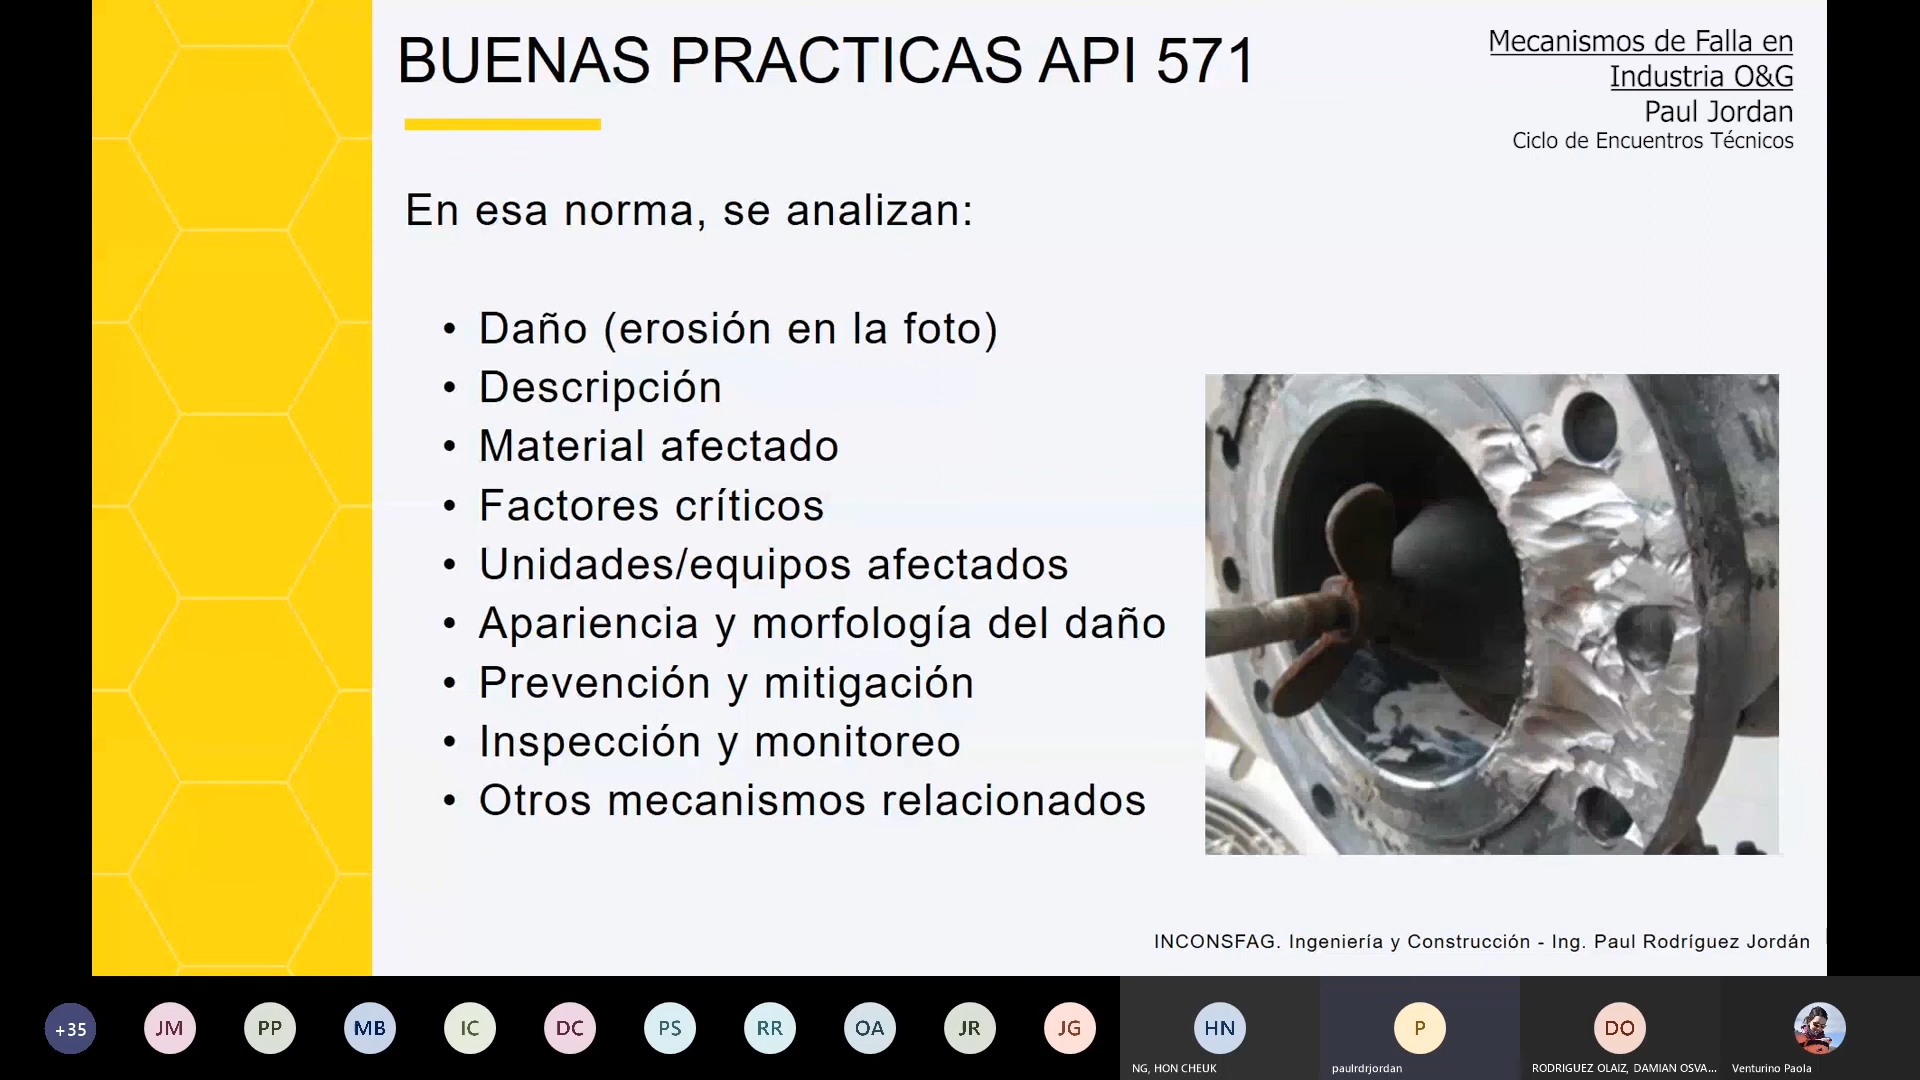 BUENAS PRACTICAS API 571
Mecanismos de Falla en
Industria O&G
Paul Jordan
Ciclo de Encuentros Técnicos
En esa norma, se analizan:
• Daño (erosión en la foto)
• Descripción
• Material afectado
• Factores críticos
• Unidades/equipos afectados
• Apariencia y morfología del daño
• Prevención y mitigación
• Inspección y monitoreo
• Otros mecanismos relacionados
INCONSFAG. Ingeniería y Construcción - Ing. Paul Rodríguez Jordán
+35 JM PP MB IC DC PS RR OA JR JG HN P DO
NG, HON CHEUK paulrdrjordan RODRIGUEZ OLAIZ, DAMIAN OSVA... Venturino Paola